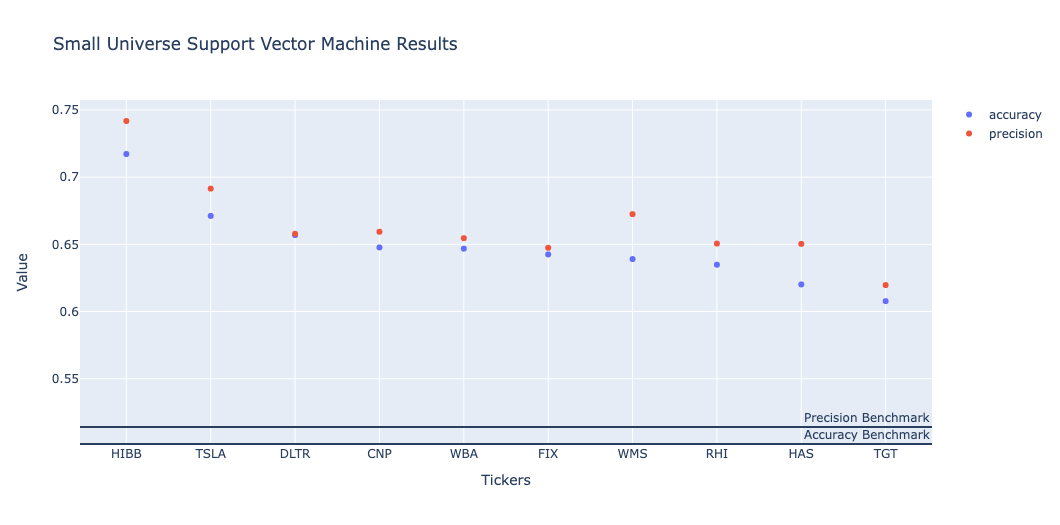 Small Universe Support Vector Machine Results
accuracy
precision
Value
0.75
0.7
0.65
0.6
0.55
Precision Benchmark
Accuracy Benchmark
HIBB TSLA DLTR CNP WBA FIX WMS RHI HAS TGT
Tickers